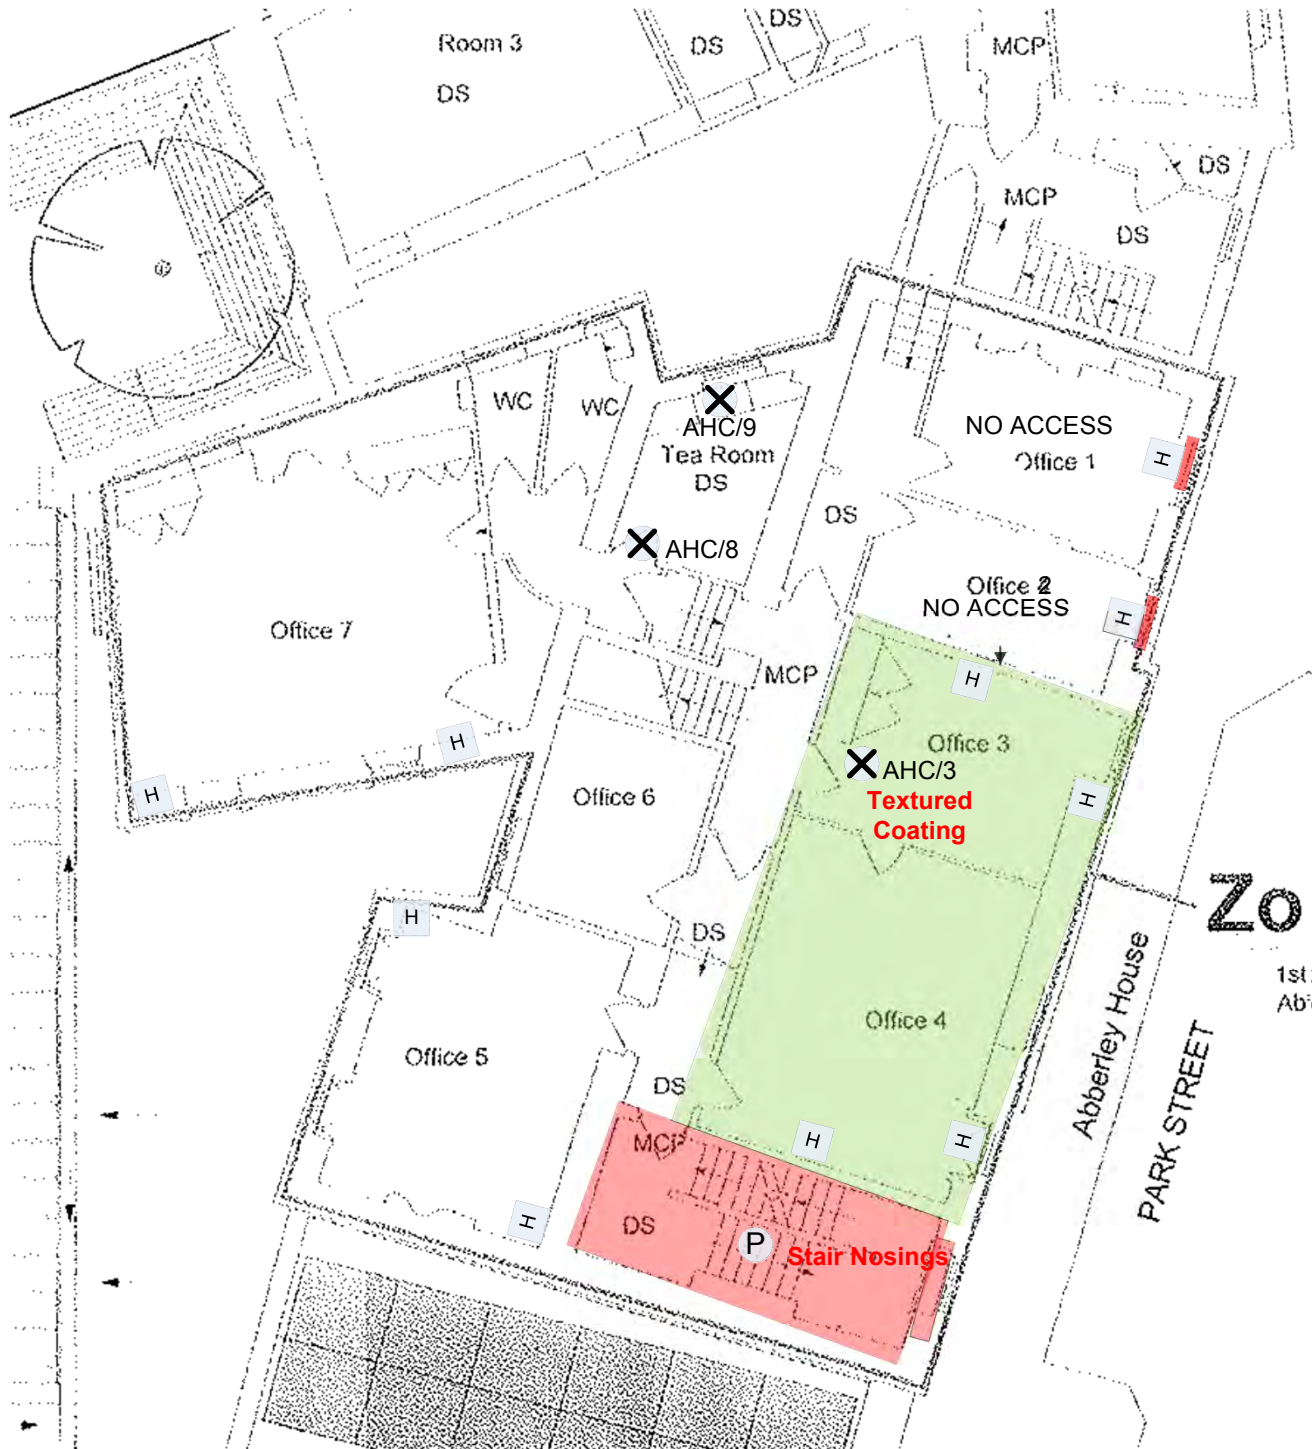 DS
Room 3
DS
MCP
DS
DS
MCP
DS
WC
WC
AHC/9
Tea Room
DS
NO ACCESS
Office 1
H
DS
AHC/8
Office 2
NO ACCESS
H
Office 7
MCP
H
Office 3
H
AHC/3
H
Textured
Coating
H
Office 6
Zo
H
DS
1st
Office 4
Abberley House
Office 5
PARK STREET
DS
MCP
H
H
H
DS
P
Stair Nosings